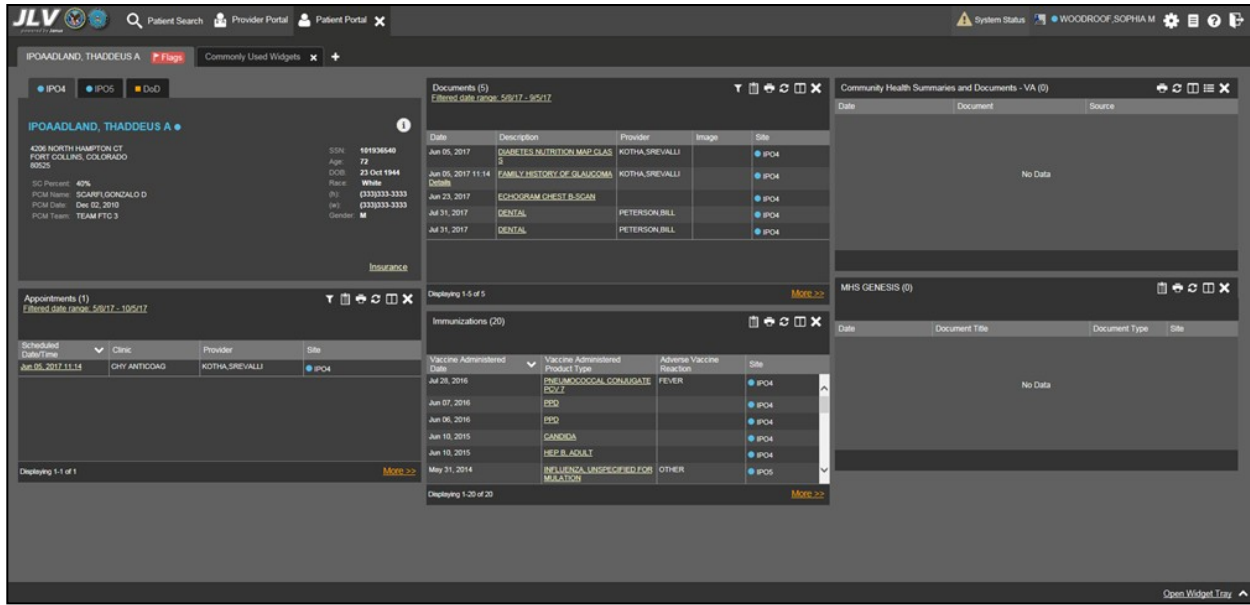 JLV
powered by Janus
Patient Search Provider Portal Patient Portal
System Status WOODROOF,SOPHIA M
IPOAADLAND, THADDEUS A Flags Commonly Used Widgets
IPO4 IPO5 DoD
IPOAADLAND, THADDEUS A
4206 NORTH HAMPTON CT
FORT COLLINS, COLORADO
80525
SC Percent: 40%
PCM Name: SCARFI,GONZALO D
PCM Date: Dec 02, 2010
PCM Team: TEAM FTC 3
SSN: 101936540
Age: 72
DOB: 23 Oct 1944
Race: White
(h): (333)333-3333
(w): (333)333-3333
Gender: M
Insurance
Appointments (1)
Filtered date range: 5/8/17 - 10/5/17
Scheduled Date/Time Clinic Provider Site
Jun 05, 2017 11:14 CHY ANTICOAG KOTHA,SREVALLI IPO4
Displaying 1-1 of 1 More >>
Documents (5)
Filtered date range: 5/8/17 - 9/5/17
Date Description Provider Image Site
Jun 05, 2017 DIABETES NUTRITION MAP CLAS KOTHA,SREVALLI IPO4
S
Jun 05, 2017 11:14 FAMILY HISTORY OF GLAUCOMA KOTHA,SREVALLI IPO4
Details
Jun 23, 2017 ECHOGRAM CHEST B-SCAN IPO4
Jul 31, 2017 DENTAL PETERSON,BILL IPO4
Jul 31, 2017 DENTAL PETERSON,BILL IPO4
Displaying 1-5 of 5 More >>
Immunizations (20)
Vaccine Administered Vaccine Administered Adverse Vaccine Site
Date Product Type Reaction
Jul 28, 2016 PNEUMOCOCCAL CONJUGATE FEVER IPO4
PCV 7
Jun 07, 2016 PPD IPO4
Jun 06, 2016 PPD IPO4
Jun 10, 2015 CANDIDA IPO4
Jun 10, 2015 HEP B, ADULT IPO4
May 31, 2014 INFLUENZA, UNSPECIFIED FOR OTHER IPO5
MULATION
Displaying 1-20 of 20 More >>
Community Health Summaries and Documents - VA (0)
Date Document Source
No Data
MHS GENESIS (0)
Date Document Title Document Type Site
No Data
Open Widget Tray